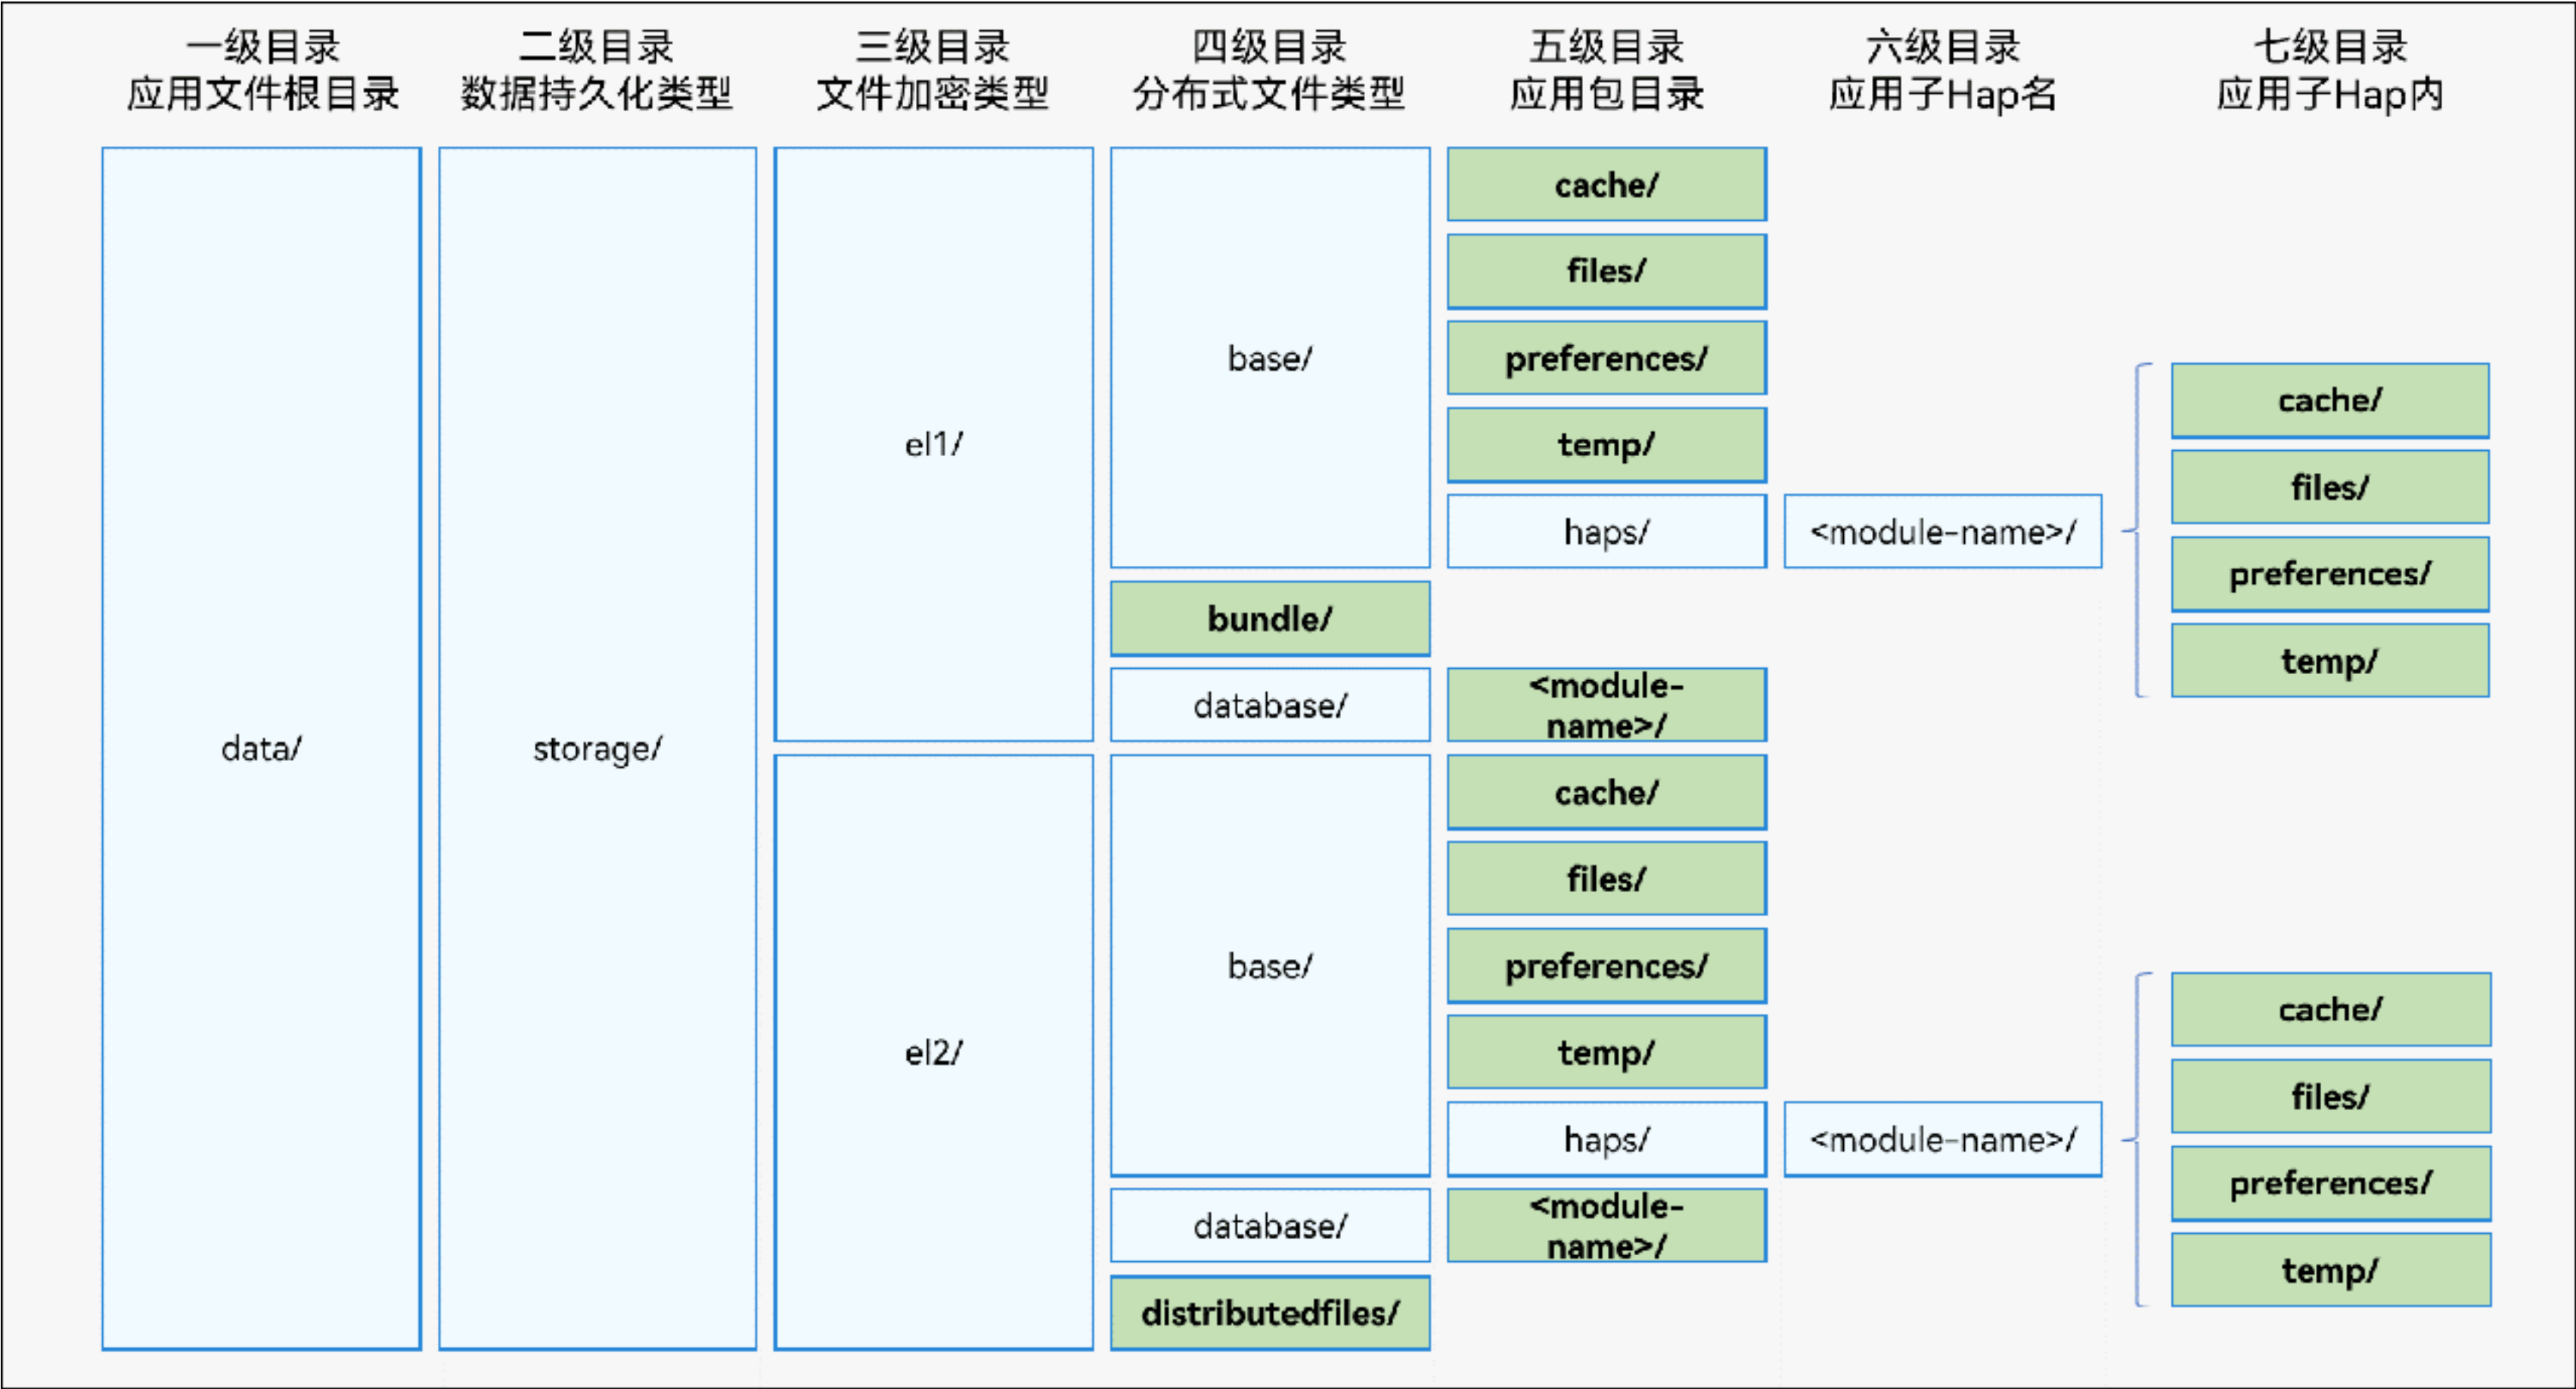 一级目录
应用文件根目录
二级目录
数据持久化类型
三级目录
文件加密类型
四级目录
分布式文件类型
五级目录
应用包目录
六级目录
应用子Hap名
七级目录
应用子Hap内
data/
storage/
el1/
base/
cache/
files/
preferences/
temp/
haps/
<module-name>/
cache/
files/
preferences/
temp/
bundle/
database/
<module-
name>/
el2/
base/
cache/
files/
preferences/
temp/
haps/
<module-name>/
cache/
files/
preferences/
temp/
database/
<module-
name>/
distributedfiles/